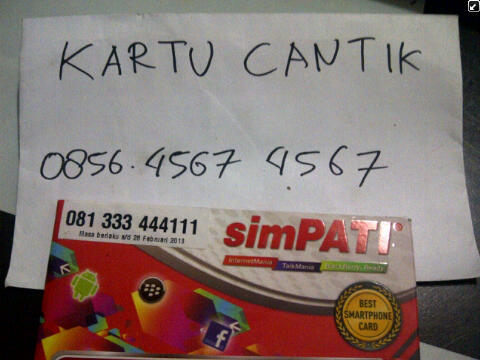 KARTU CANTIK
0856.4567 4567
081 333 444111
Masa berlaku s/d 28 Februari 2013
simPATI
InternetMania TalkMania BlackBerry Ready
BEST
SMARTPHONE
CARD